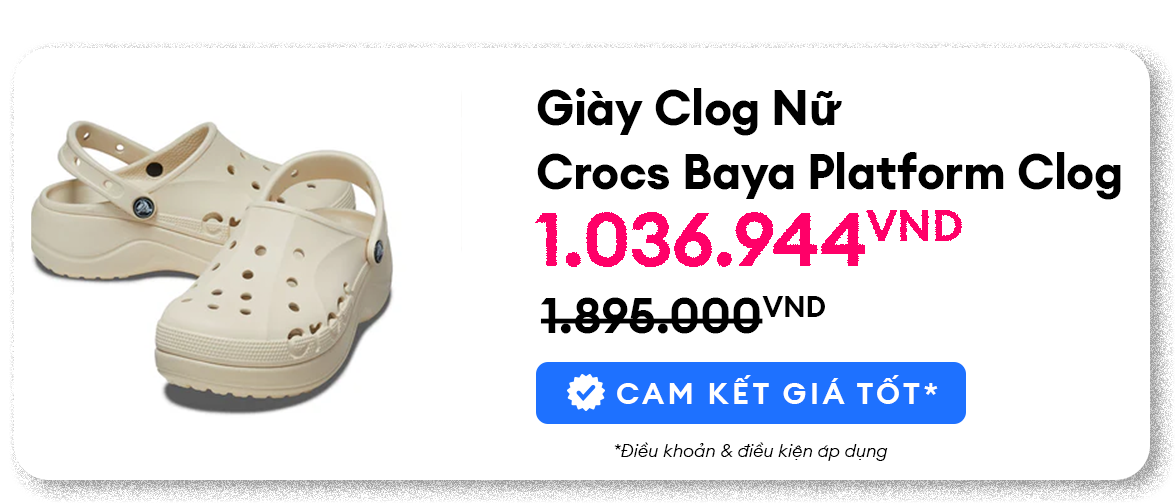 Giày Clog Nữ
Crocs Baya Platform Clog
1.036.944VND
1.895.000VND
CAM KẾT GIÁ TỐT*
*Điều khoản & điều kiện áp dụng